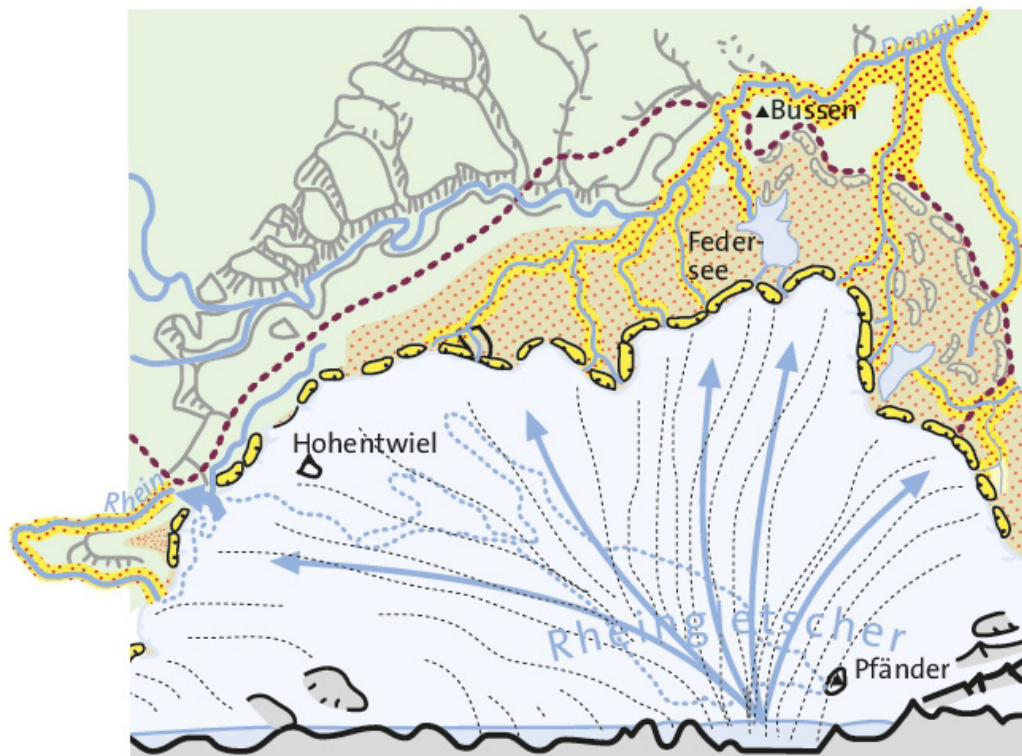 Donau
Bussen
Feder-
see
Hohentwiel
Rhein
Rheingletscher
Pfänder